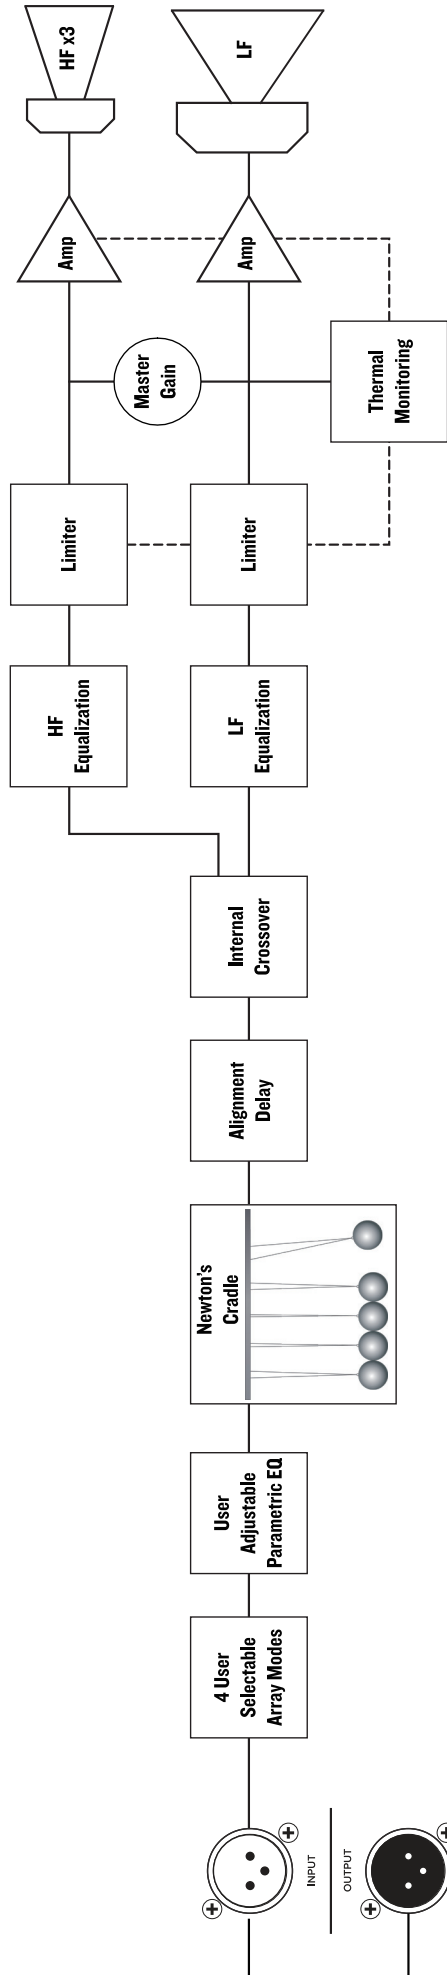 INPUT
OUTPUT
4 User
Selectable
Array Modes
User
Adjustable
Parametric EQ
Newton's
Cradle
Alignment
Delay
Internal
Crossover
HF
Equalization
LF
Equalization
Limiter
Limiter
Master
Gain
Thermal
Monitoring
Amp
Amp
HF x3
LF